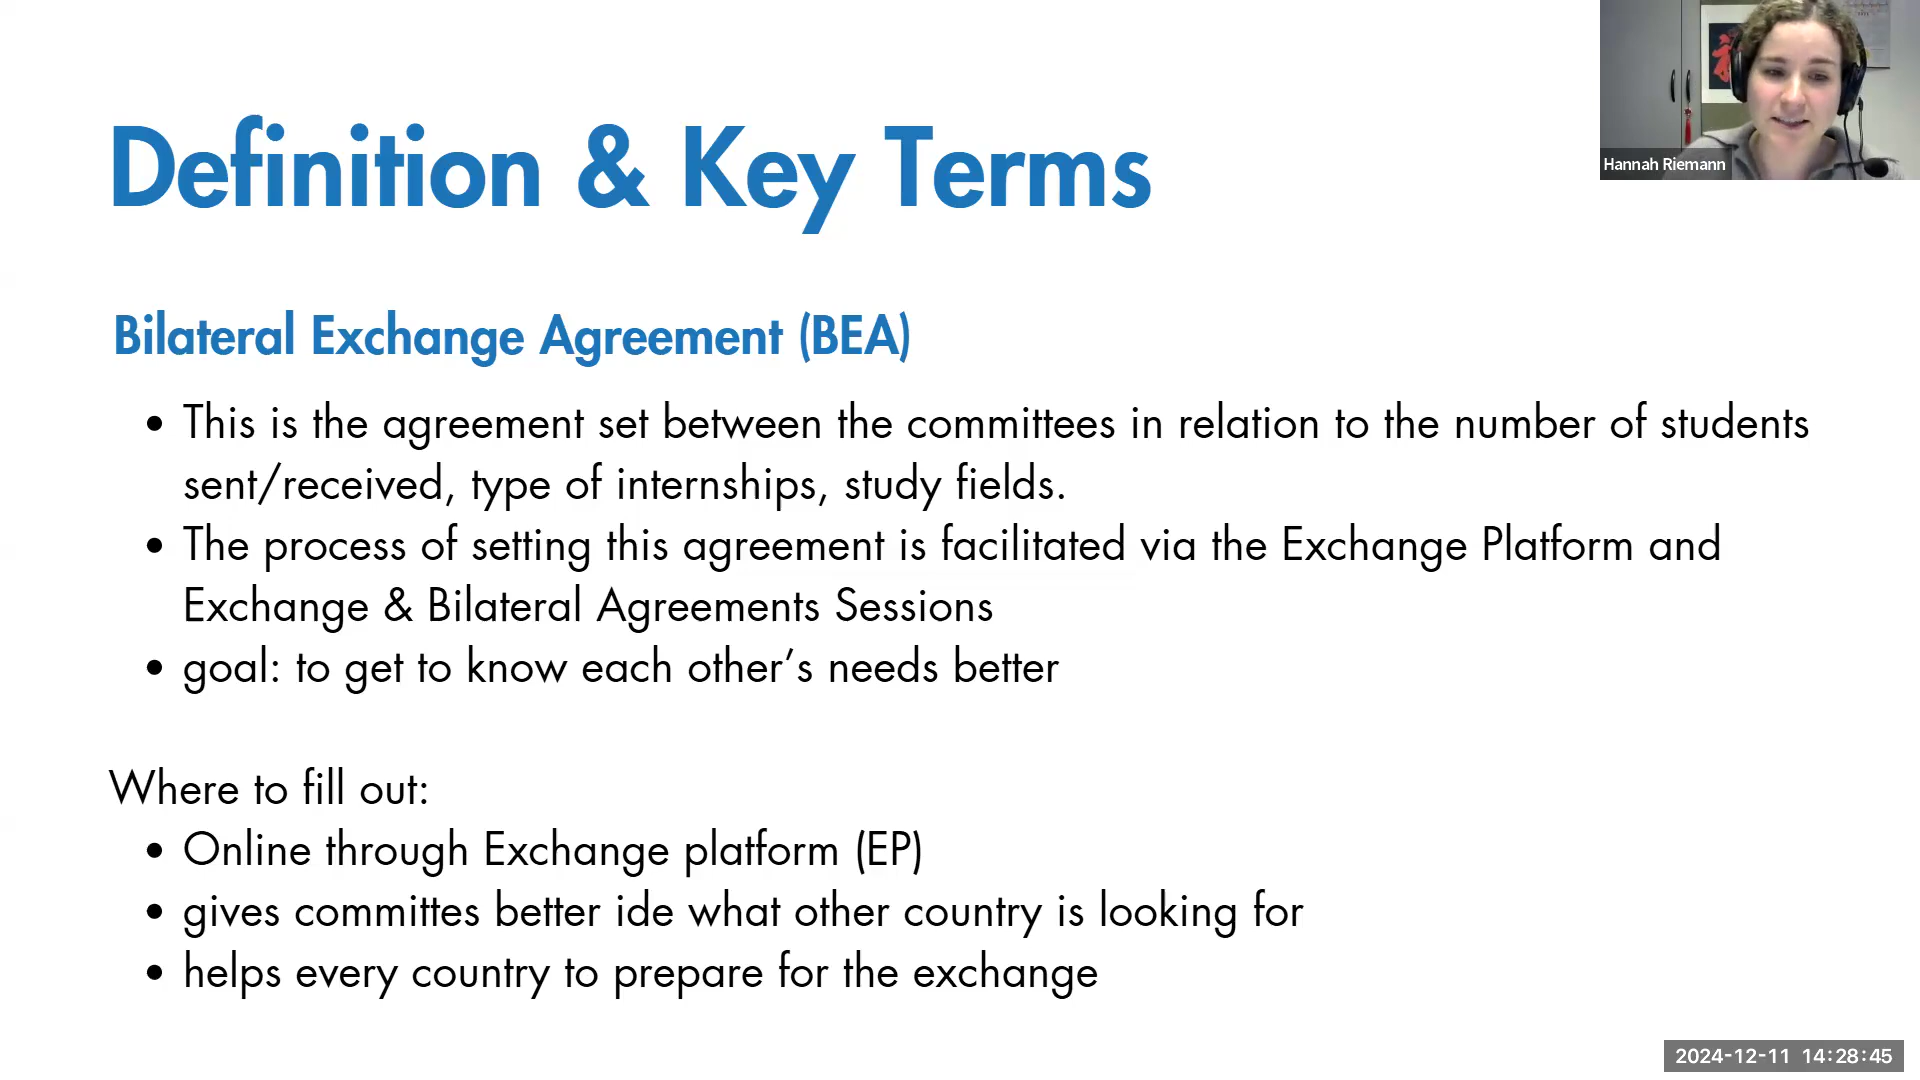 Definition & Key Terms
Hannah Riemann
Bilateral Exchange Agreement (BEA)
• This is the agreement set between the committees in relation to the number of students
sent/received, type of internships, study fields.
• The process of setting this agreement is facilitated via the Exchange Platform and
Exchange & Bilateral Agreements Sessions
• goal: to get to know each other’s needs better
Where to fill out:
• Online through Exchange platform (EP)
• gives committes better ide what other country is looking for
• helps every country to prepare for the exchange
2024-12-11 14:28:45